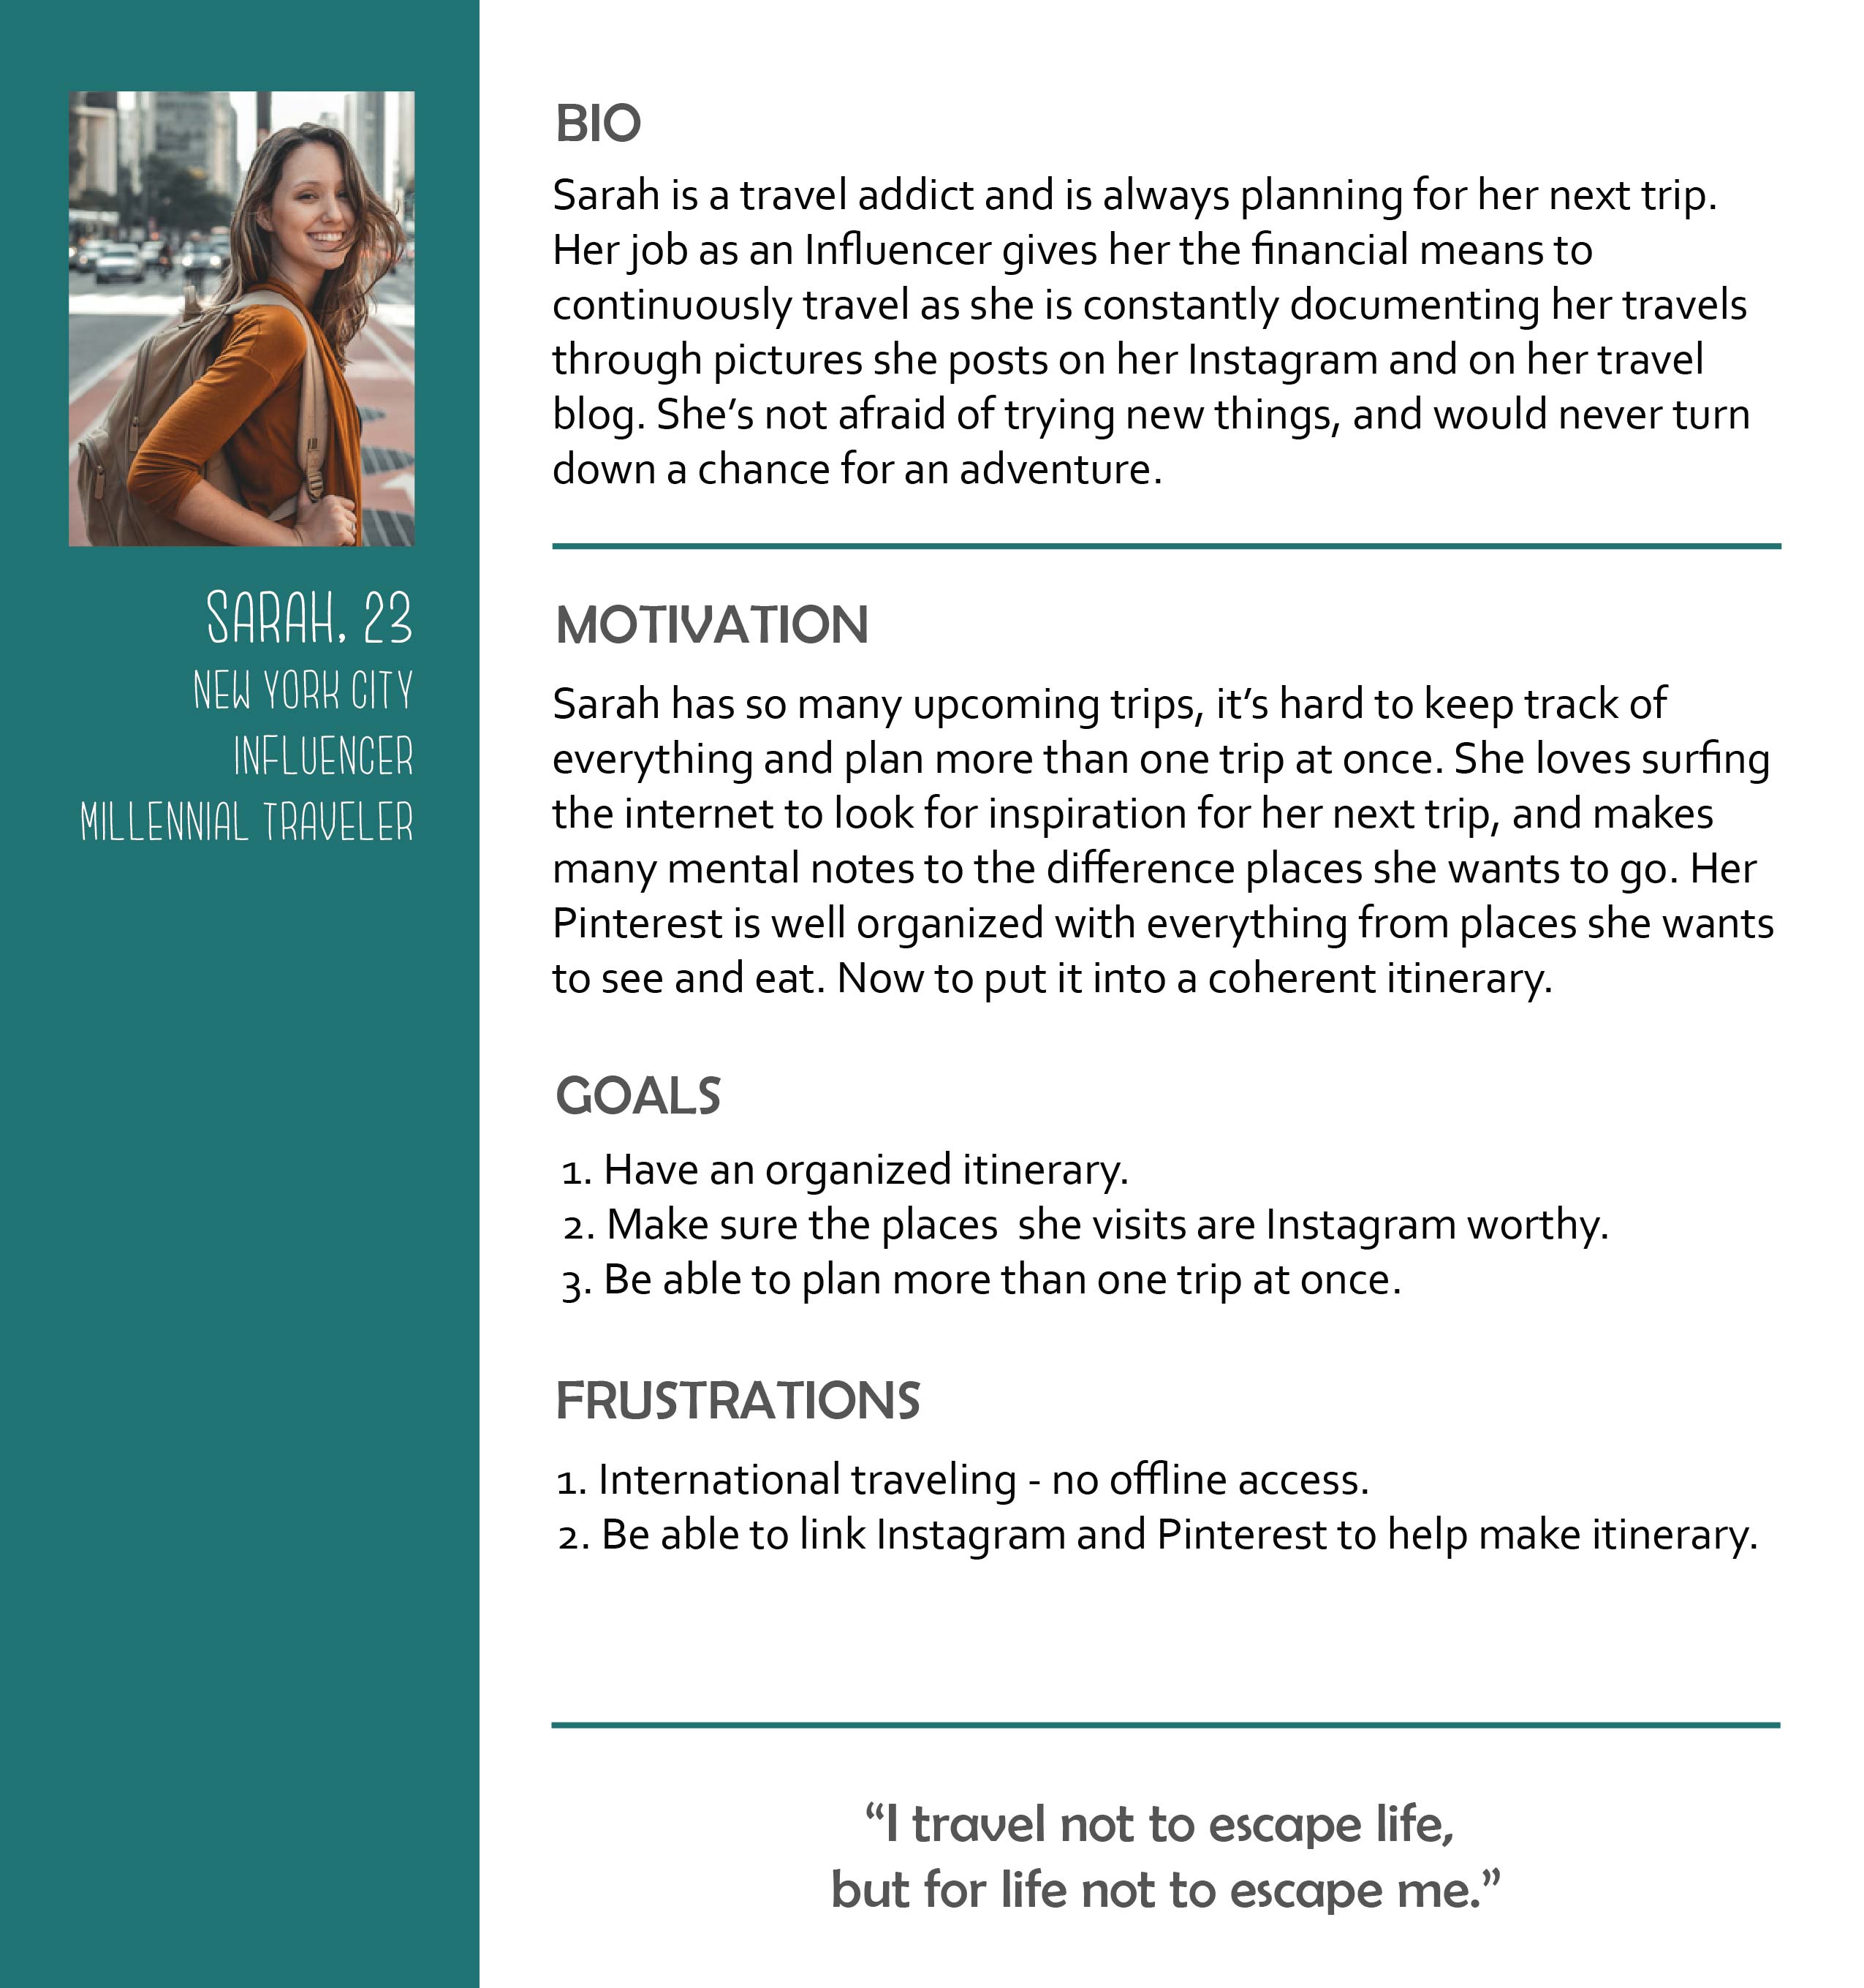 SARAH, 23
NEW YORK CITY
INFLUENCER
MILLENNIAL TRAVELER
BIO
Sarah is a travel addict and is always planning for her next trip.
Her job as an Influencer gives her the financial means to
continuously travel as she is constantly documenting her travels
through pictures she posts on her Instagram and on her travel
blog. She’s not afraid of trying new things, and would never turn
down a chance for an adventure.
MOTIVATION
Sarah has so many upcoming trips, it’s hard to keep track of
everything and plan more than one trip at once. She loves surfing
the internet to look for inspiration for her next trip, and makes
many mental notes to the difference places she wants to go. Her
Pinterest is well organized with everything from places she wants
to see and eat. Now to put it into a coherent itinerary.
GOALS
1. Have an organized itinerary.
2. Make sure the places  she visits are Instagram worthy.
3. Be able to plan more than one trip at once.
FRUSTRATIONS
1. International traveling - no offline access.
2. Be able to link Instagram and Pinterest to help make itinerary.
“I travel not to escape life,
but for life not to escape me.”